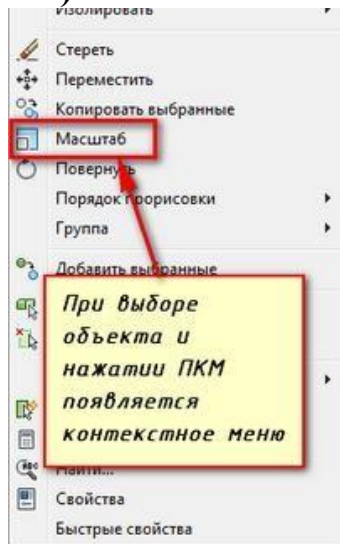 Изолировать
Стереть
Переместить
Копировать выбранные
Масштаб
Повернуть
Порядок прорисовки
Группа
Добавить выбранные
При выборе
объекта и
нажатии ПКМ
появляется
контекстное меню
Найти...
Свойства
Быстрые свойства